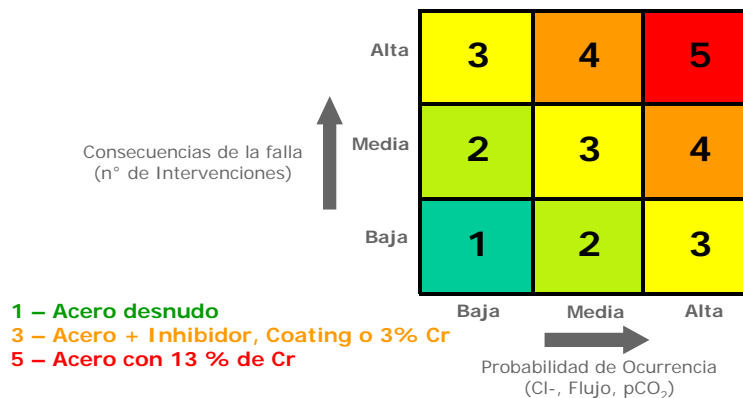 Alta
3
4
5
Consecuencias de la falla
(n° de Intervenciones)
Media
2
3
4
Baja
1
2
3
Baja
Media
Alta
1 – Acero desnudo
3 – Acero + Inhibidor, Coating o 3% Cr
5 – Acero con 13 % de Cr
Probabilidad de Ocurrencia
(Cl-, Flujo, pCO₂)